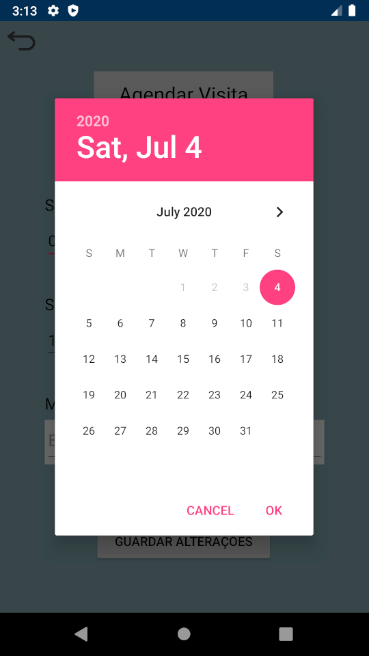 3:13
Agendar Visita
2020
Sat, Jul 4
July 2020
S M T W T F S
1 2 3 4
5 6 7 8 9 10 11
12 13 14 15 16 17 18
19 20 21 22 23 24 25
26 27 28 29 30 31
CANCEL OK
GUARDAR ALTERAÇÕES